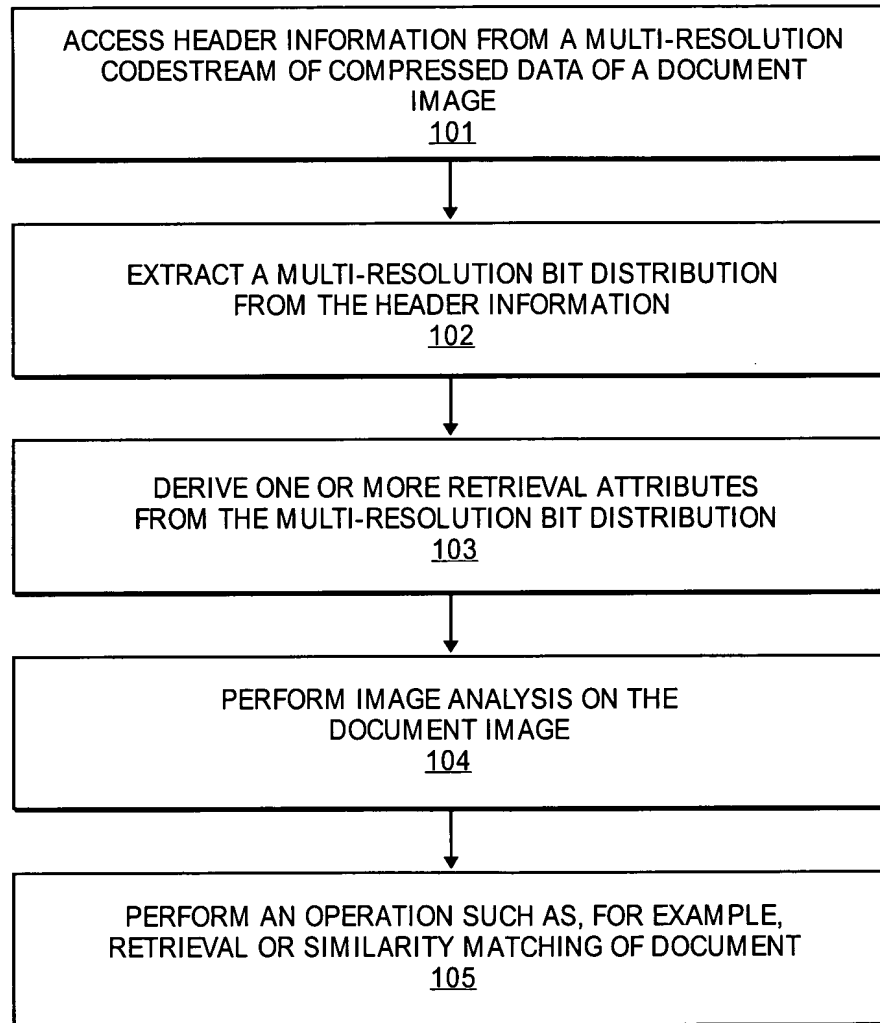 ACCESS HEADER INFORMATION FROM A MULTI-RESOLUTION
CODESTREAM OF COMPRESSED DATA OF A DOCUMENT
IMAGE
101
EXTRACT A MULTI-RESOLUTION BIT DISTRIBUTION
FROM THE HEADER INFORMATION
102
DERIVE ONE OR MORE RETRIEVAL ATTRIBUTES
FROM THE MULTI-RESOLUTION BIT DISTRIBUTION
103
PERFORM IMAGE ANALYSIS ON THE
DOCUMENT IMAGE
104
PERFORM AN OPERATION SUCH AS, FOR EXAMPLE,
RETRIEVAL OR SIMILARITY MATCHING OF DOCUMENT
105